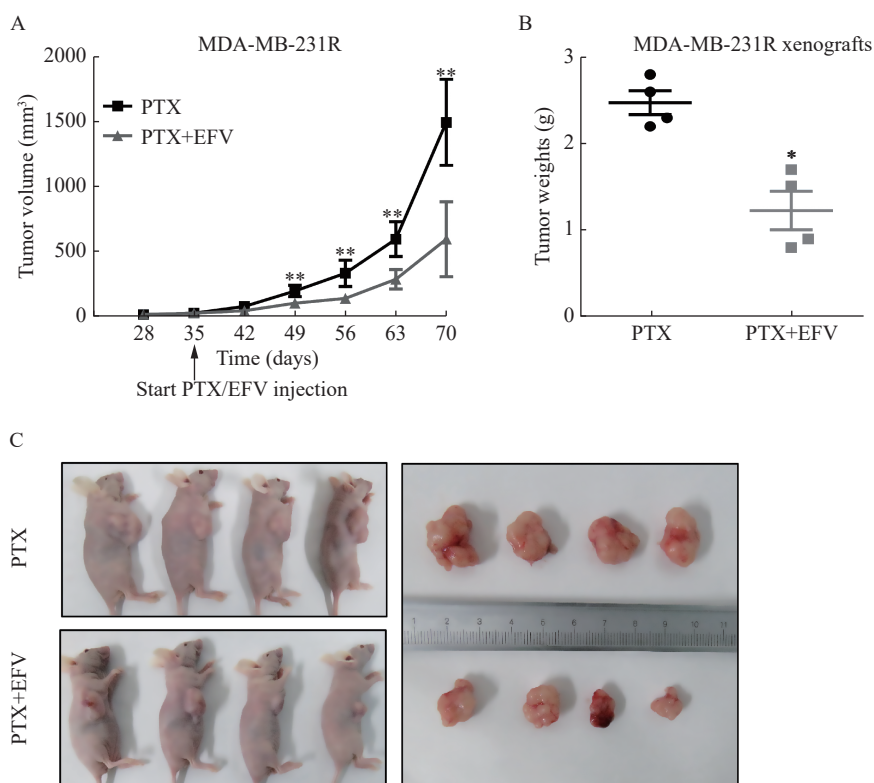 A
MDA-MB-231R
2000
1500
1000
500
0
Tumor volume (mm³)
PTX
PTX+EFV
**
**
**
**
28 35 42 49 56 63 70
Time (days)
Start PTX/EFV injection
B
MDA-MB-231R xenografts
3
2
1
0
Tumor weights (g)
*
PTX PTX+EFV
C
PTX
PTX+EFV
1 2 3 4 5 6 7 8 9 10 11